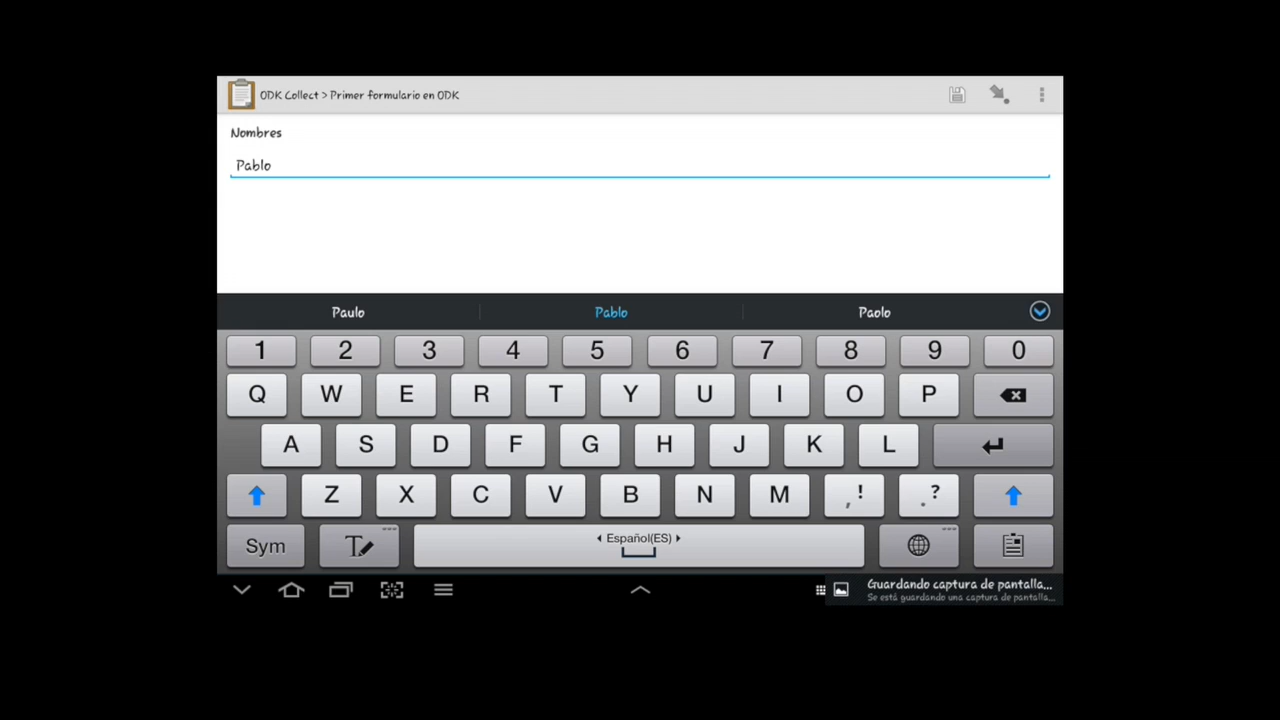 ODK Collect > Primer formulario en ODK
Nombres
Pablo
Paulo Pablo Paolo
1 2 3 4 5 6 7 8 9 0
Q W E R T Y U I O P
A S D F G H J K L
Z X C V B N M ,! .?
Sym Español(ES)
Guardando captura de pantalla...
Se está guardando una captura de pantalla...